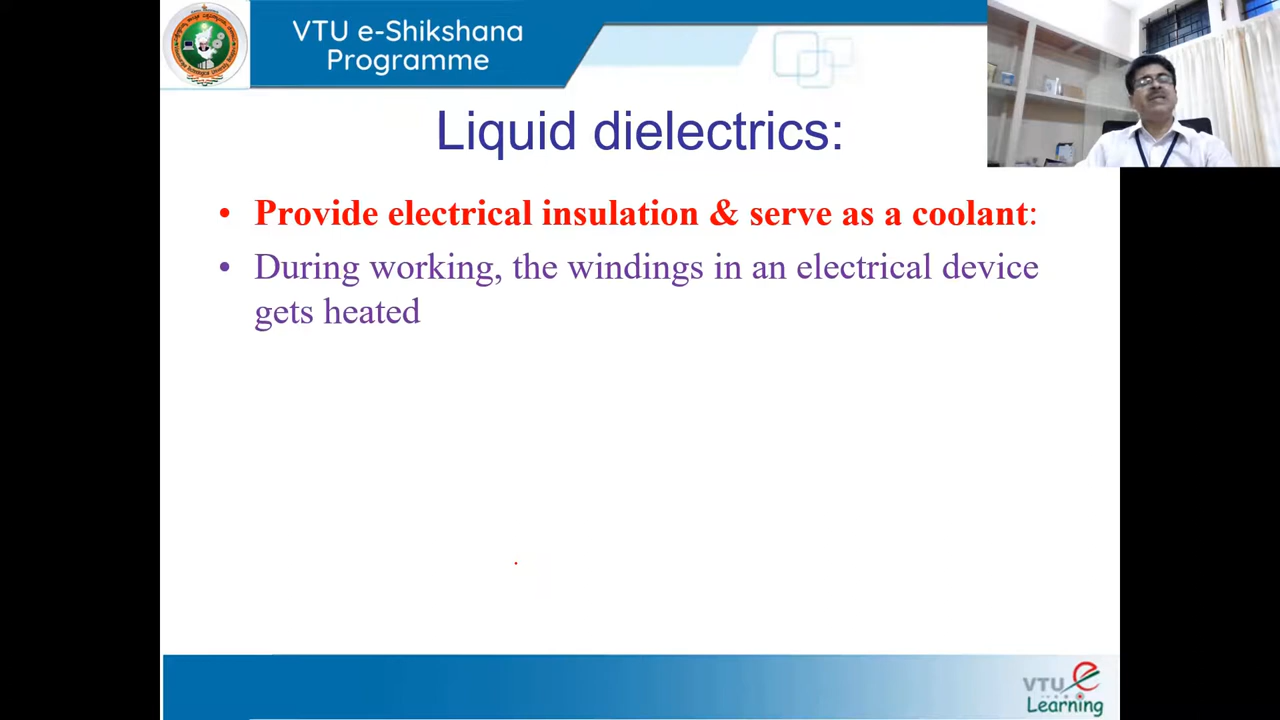 VTU e-Shikshana
Programme
Liquid dielectrics:
• Provide electrical insulation & serve as a coolant:
• During working, the windings in an electrical device
gets heated
VTU e
Learning